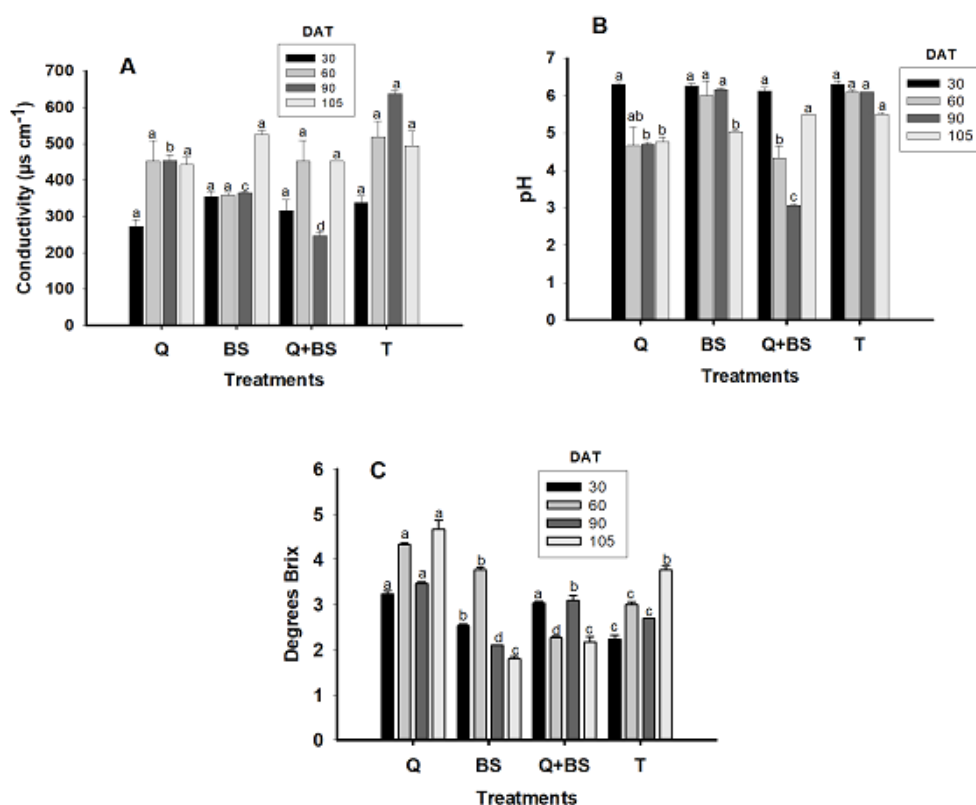 A
DAT
30
60
90
105
Conductivity (µs cm⁻¹)
700
600
500
400
300
200
100
0
a a b a
a a c a
a a d a
a a a a
Q BS Q+BS T
Treatments
B
DAT
30
60
90
105
pH
7
6
5
4
3
2
1
0
a ab b b
a a a b
a b c a
a a a a
Q BS Q+BS T
Treatments
C
DAT
30
60
90
105
Degrees Brix
6
5
4
3
2
1
0
a a a a
b b d c
a d b c
c c c b
Q BS Q+BS T
Treatments